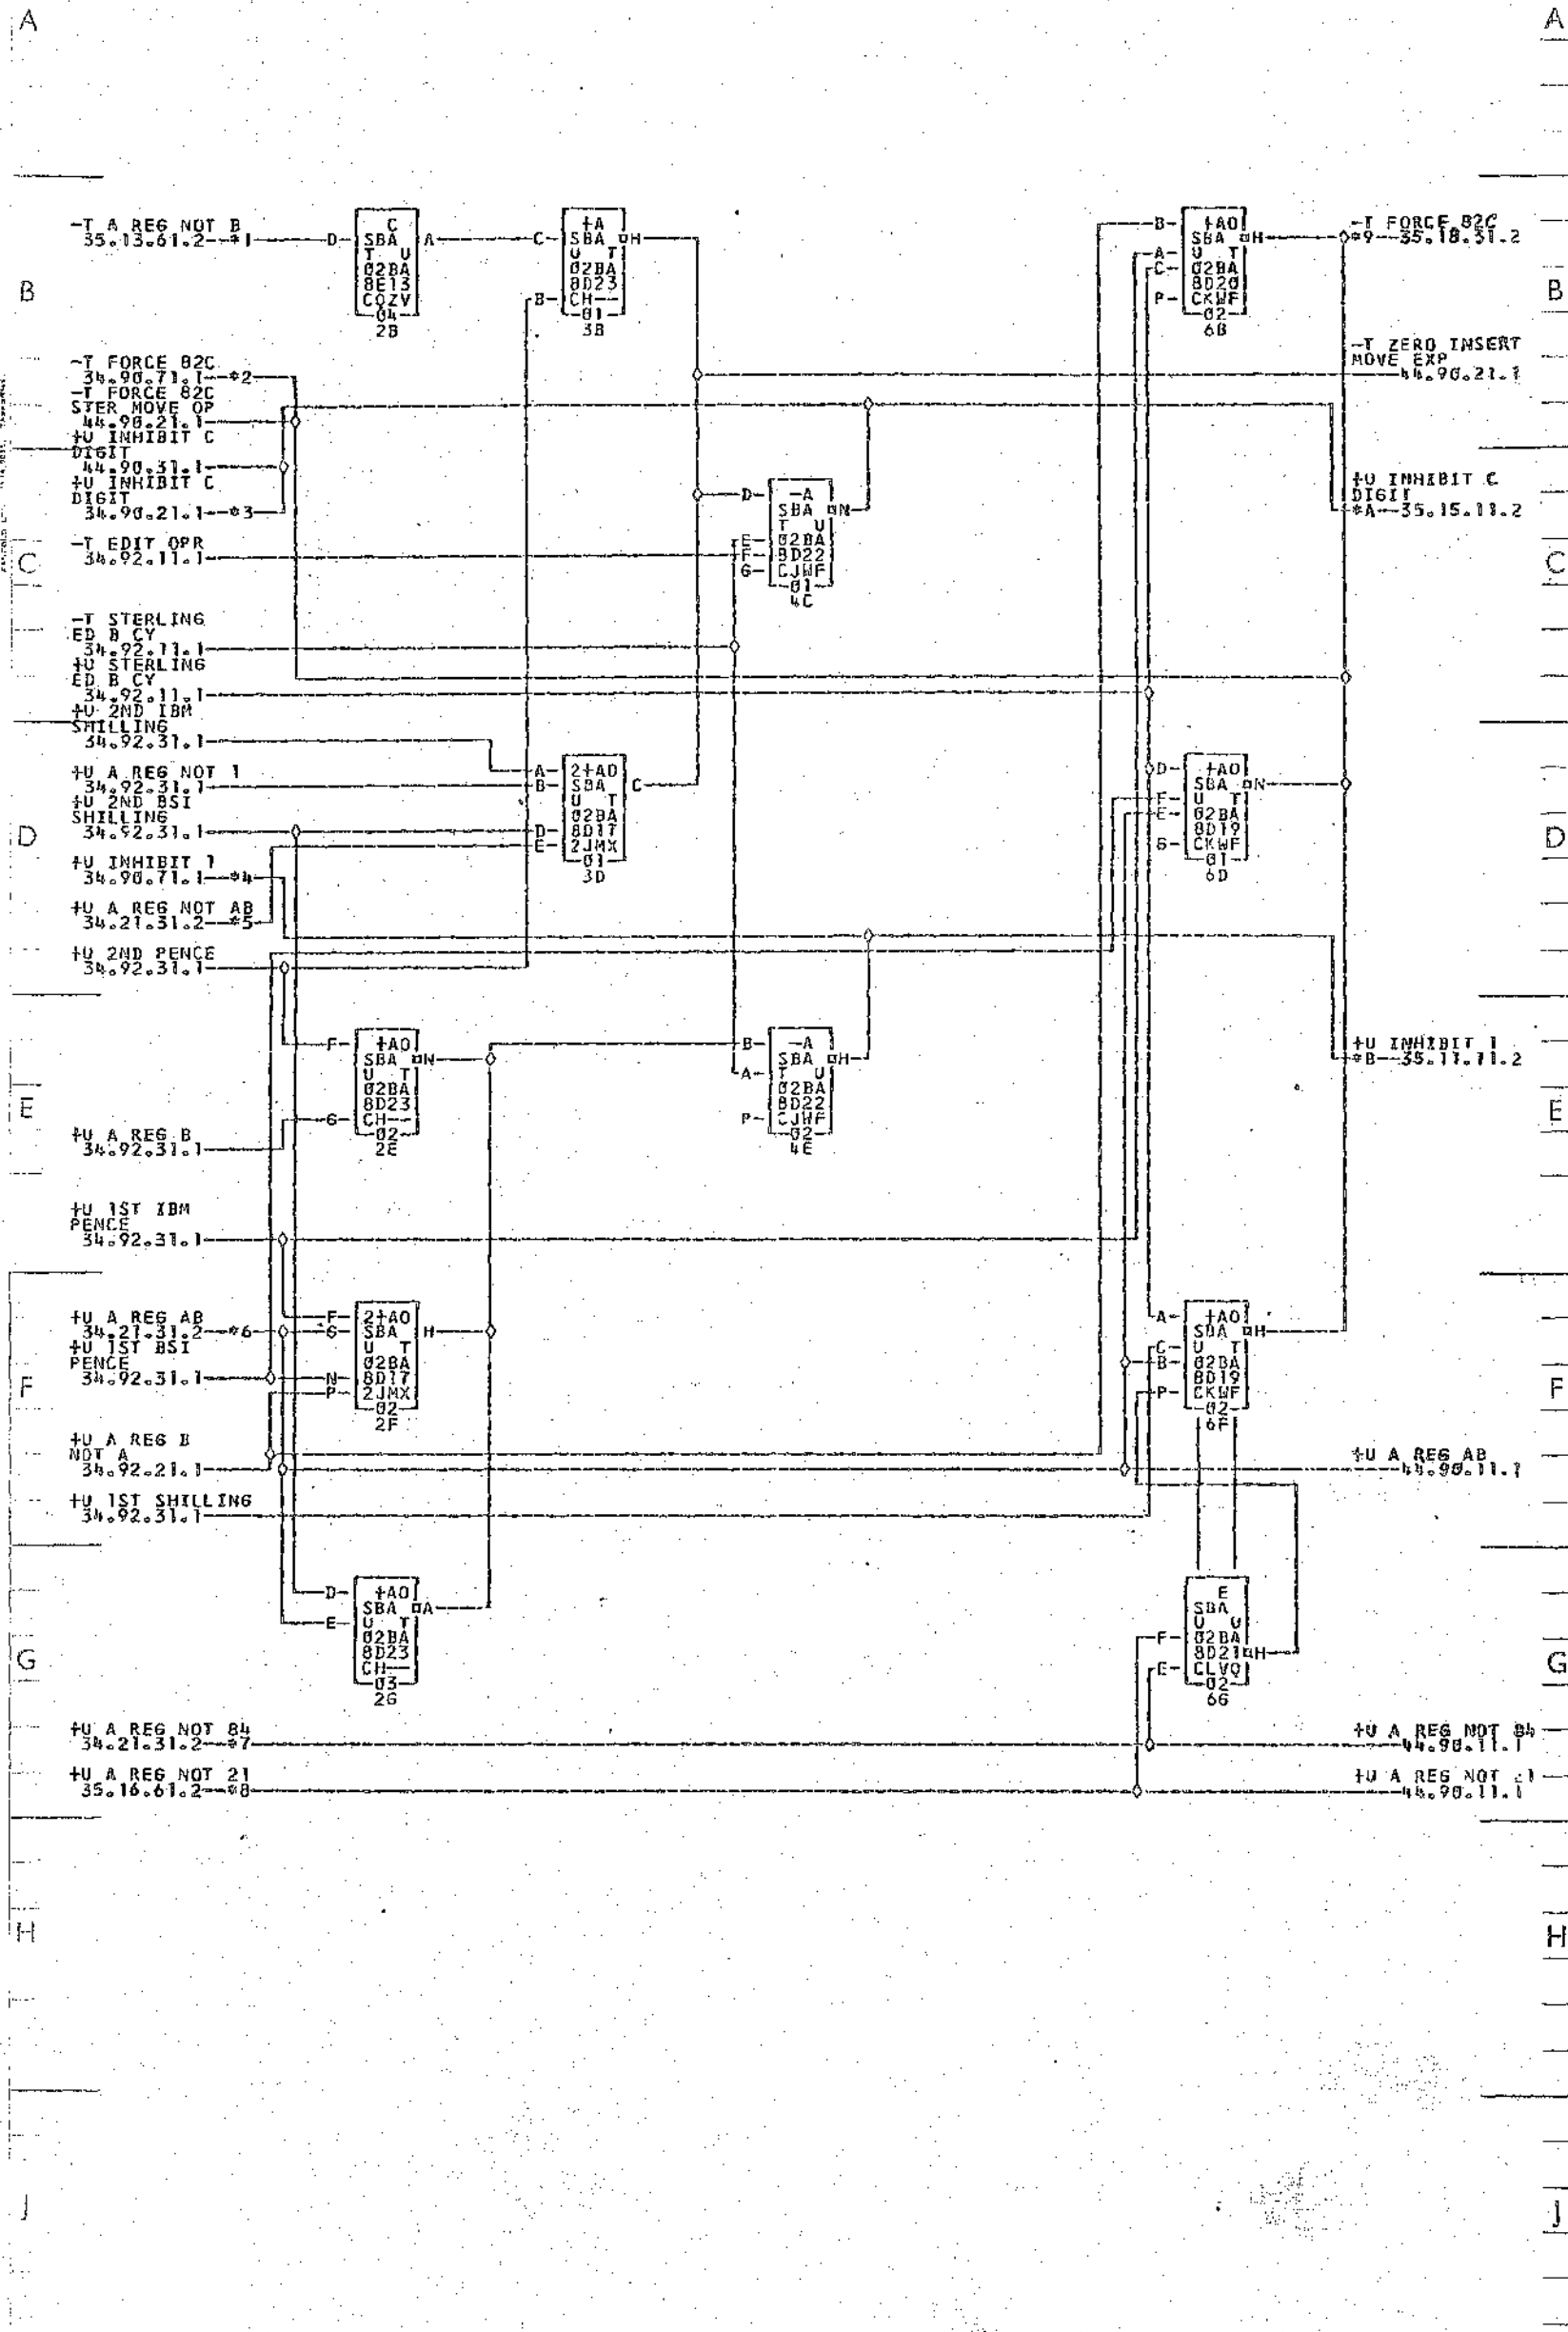 A A
-T A REG NOT B
35.13.61.2--*1 D C SBA T U 02BA 8E13 CQZV -04- 2B A
C +A SBA H U T 02BA 8D23 B CH-- -01- 3B
B +AO SBA H A U T C 02BA 8D20 P CKWF -02- 6B
-T FORCE 82C
*9--35.18.31.2
B B
-T FORCE 82C
34.90.71.1--*2
-T FORCE 82C
STER MOVE OP
44.90.21.1
+U INHIBIT C
DIGIT
44.90.31.1
+U INHIBIT C
DIGIT
34.90.21.1--*3
-T ZERO INSERT
MOVE EXP
44.90.21.1
D -A SBA N T U E 02BA F 8D22 G CJWF -01- 4C
+U INHIBIT C
DIGIT
*A--35.15.11.2
-T EDIT OPR
34.92.11.1
C C
-T STERLING
ED B CY
34.92.11.1
+U STERLING
ED B CY
34.92.11.1
+U 2ND IBM
SHILLING
34.92.31.1
+U A REG NOT 1
34.92.31.1
+U 2ND BSI
SHILLING
34.92.31.1
A 2+AO B SBA C U T 02BA D 8D17 E 2JMX -01- 3D
D +AO SBA N F U T E 02BA 8D19 G CKWF -01- 6D
D D
+U INHIBIT 1
34.90.71.1--*4
+U A REG NOT AB
34.21.31.2--*5
+U 2ND PENCE
34.92.31.1
F +AO SBA N U T 02BA 8D23 G CH-- -02- 2E
B -A SBA H A T U 02BA 8D22 P CJWF -02- 4E
+U INHIBIT 1
*B--35.11.11.2
E E
+U A REG B
34.92.31.1
+U 1ST IBM
PENCE
34.92.31.1
+U A REG AB
34.21.31.2--*6
+U 1ST BSI
PENCE
34.92.31.1
F 2+AO G SBA H U T 02BA N 8D17 P 2JMX -02- 2F
A +AO SBA H C U T B 02BA 8D19 P CKWF -02- 6F
F F
+U A REG B
NOT A
34.92.21.1
+U A REG AB
44.90.11.1
+U 1ST SHILLING
34.92.31.1
D +AO SBA A E U T 02BA 8D23 CH-- -03- 2G
E SBA U U F 02BA 8D21 H E CLVQ -02- 6G
G G
+U A REG NOT 84
34.21.31.2--*7
+U A REG NOT 84
44.90.11.1
+U A REG NOT 21
35.16.61.2--*8
+U A REG NOT 21
44.90.11.1
H H
J J